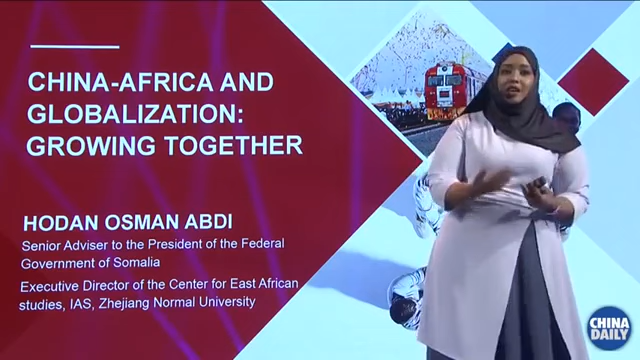 CHINA-AFRICA AND
GLOBALIZATION:
GROWING TOGETHER
HODAN OSMAN ABDI
Senior Adviser to the President of the Federal
Government of Somalia
Executive Director of the Center for East African
studies, IAS, Zhejiang Normal University
CHINA
DAILY